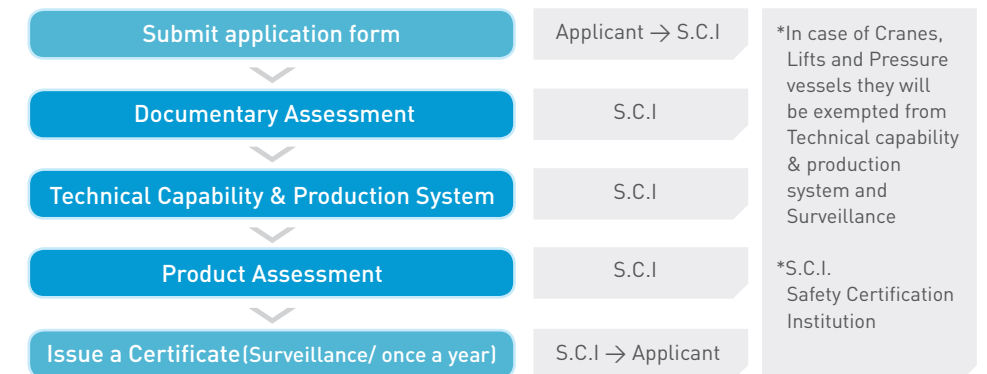 Submit application form
Applicant → S.C.I
Documentary Assessment
S.C.I
Technical Capability & Production System
S.C.I
Product Assessment
S.C.I
Issue a Certificate(Surveillance/ once a year)
S.C.I → Applicant
*In case of Cranes,
Lifts and Pressure
vessels they will
be exempted from
Technical capability
& production
system and
Surveillance
*S.C.I.
Safety Certification
Institution